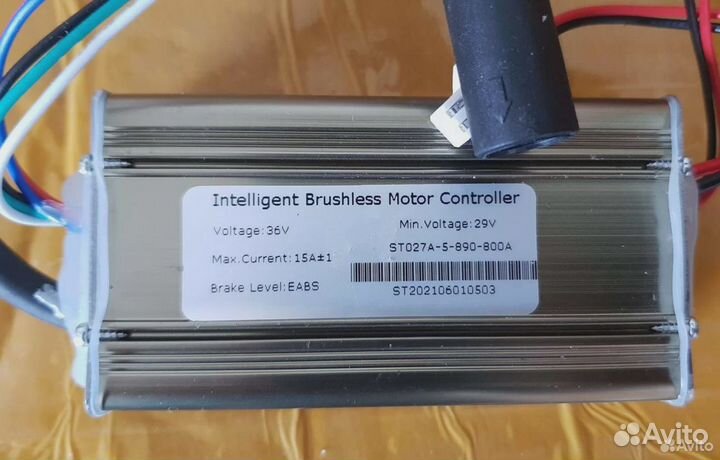 Intelligent Brushless Motor Controller
Voltage:36V
Min.Voltage:29V
ST027A-5-890-800A
Max.Current:15A±1
Brake Level:EABS
ST202106010503
Avito
Avito